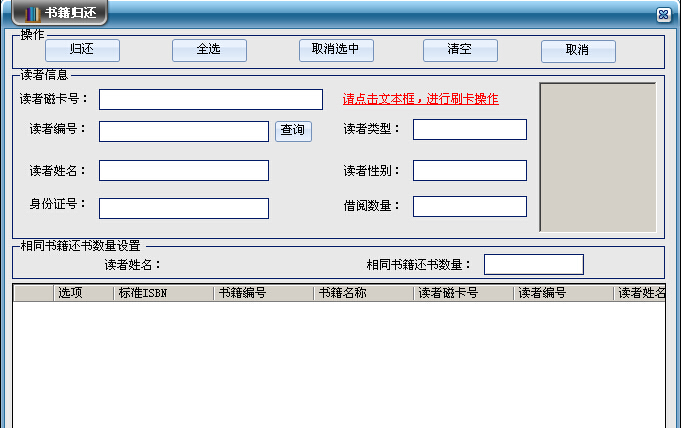 书籍归还
操作
归还 全选 取消选中 清空 取消
读者信息
读者磁卡号： 请点击文本框，进行刷卡操作
读者编号： 查询 读者类型：
读者姓名： 读者性别：
身份证号： 借阅数量：
相同书籍还书数量设置
读者姓名： 相同书籍还书数量：
选项 标准ISBN 书籍编号 书籍名称 读者磁卡号 读者编号 读者姓名